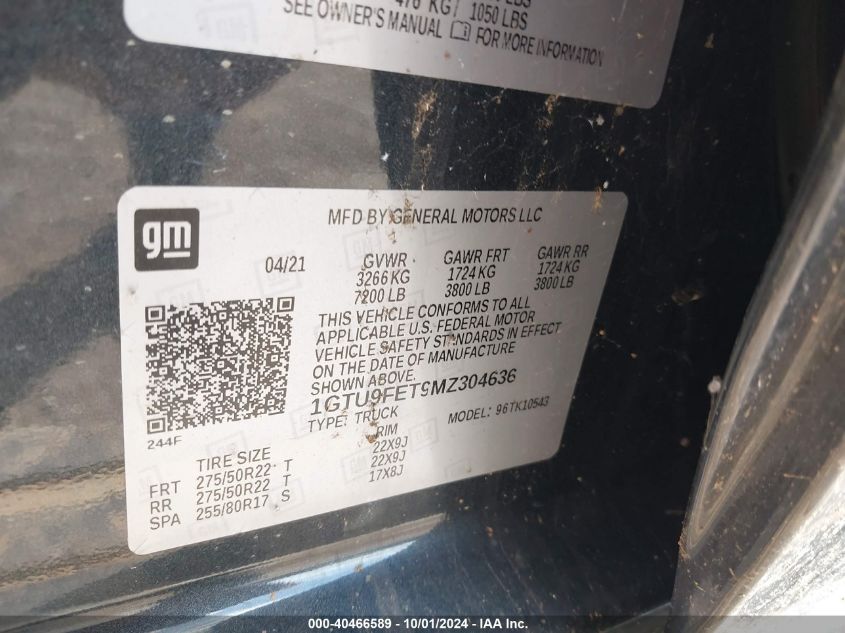 476 KG / 1050 LBS
SEE OWNER'S MANUAL FOR MORE INFORMATION
gm
MFD BY GENERAL MOTORS LLC
04/21 GVWR GAWR FRT GAWR RR
3266 KG 1724 KG 1724 KG
7200 LB 3800 LB 3800 LB
THIS VEHICLE CONFORMS TO ALL
APPLICABLE U.S. FEDERAL MOTOR
VEHICLE SAFETY STANDARDS IN EFFECT
ON THE DATE OF MANUFACTURE
SHOWN ABOVE.
1GTU9FET9MZ304636
TYPE: TRUCK MODEL: 96TK10543
244F
TIRE SIZE RIM
FRT 275/50R22 T 22X9J
RR 275/50R22 T 22X9J
SPA 255/80R17 S 17X8J
000-40466589 - 10/01/2024 - IAA Inc.